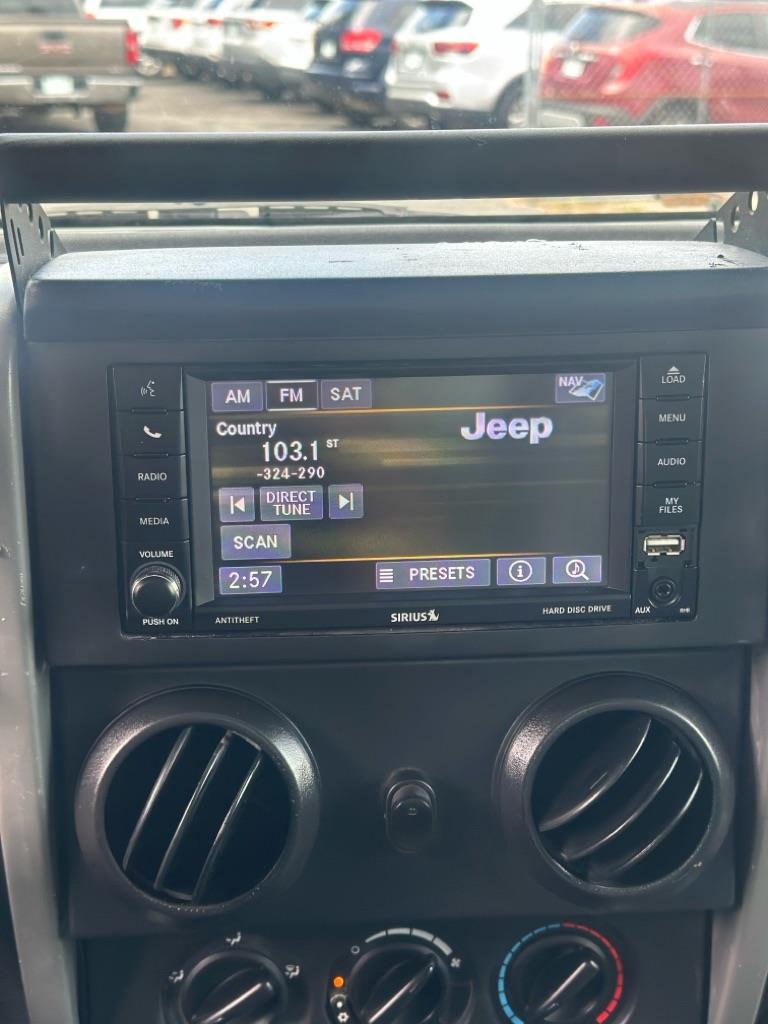 AM FM SAT NAV
Country
Jeep
103.1 ST
-324-290
DIRECT
TUNE
SCAN
2:57 PRESETS
RADIO
MEDIA
VOLUME
PUSH ON
LOAD
MENU
AUDIO
MY
FILES
AUX
ANTITHEFT SIRIUS HARD DISC DRIVE